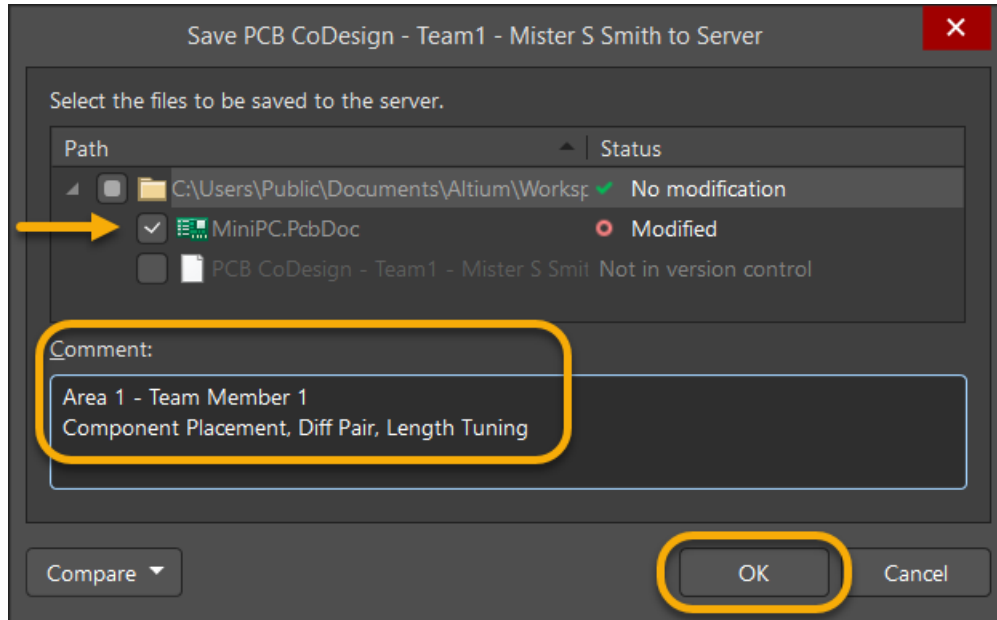 Save PCB CoDesign - Team1 - Mister S Smith to Server
Select the files to be saved to the server.
Path Status
C:\Users\Public\Documents\Altium\Worksp No modification
MiniPC.PcbDoc Modified
PCB CoDesign - Team1 - Mister S Smit Not in version control
Comment:
Area 1 - Team Member 1
Component Placement, Diff Pair, Length Tuning
Compare OK Cancel